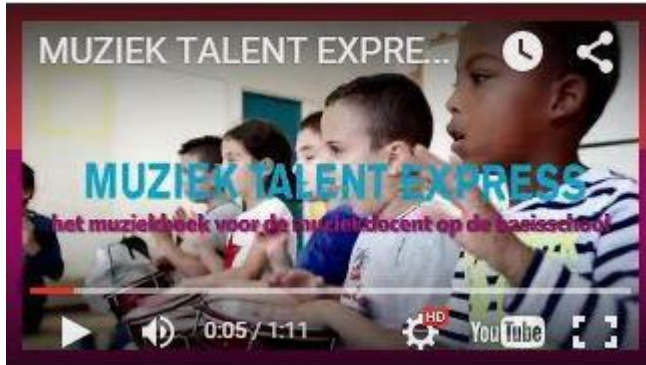 MUZIEK TALENT EXPRE...
MUZIEK TALENT EXPRESS
het muziekboek voor de muziekdocent op de basisschool
0:05 / 1:11
HD
YouTube